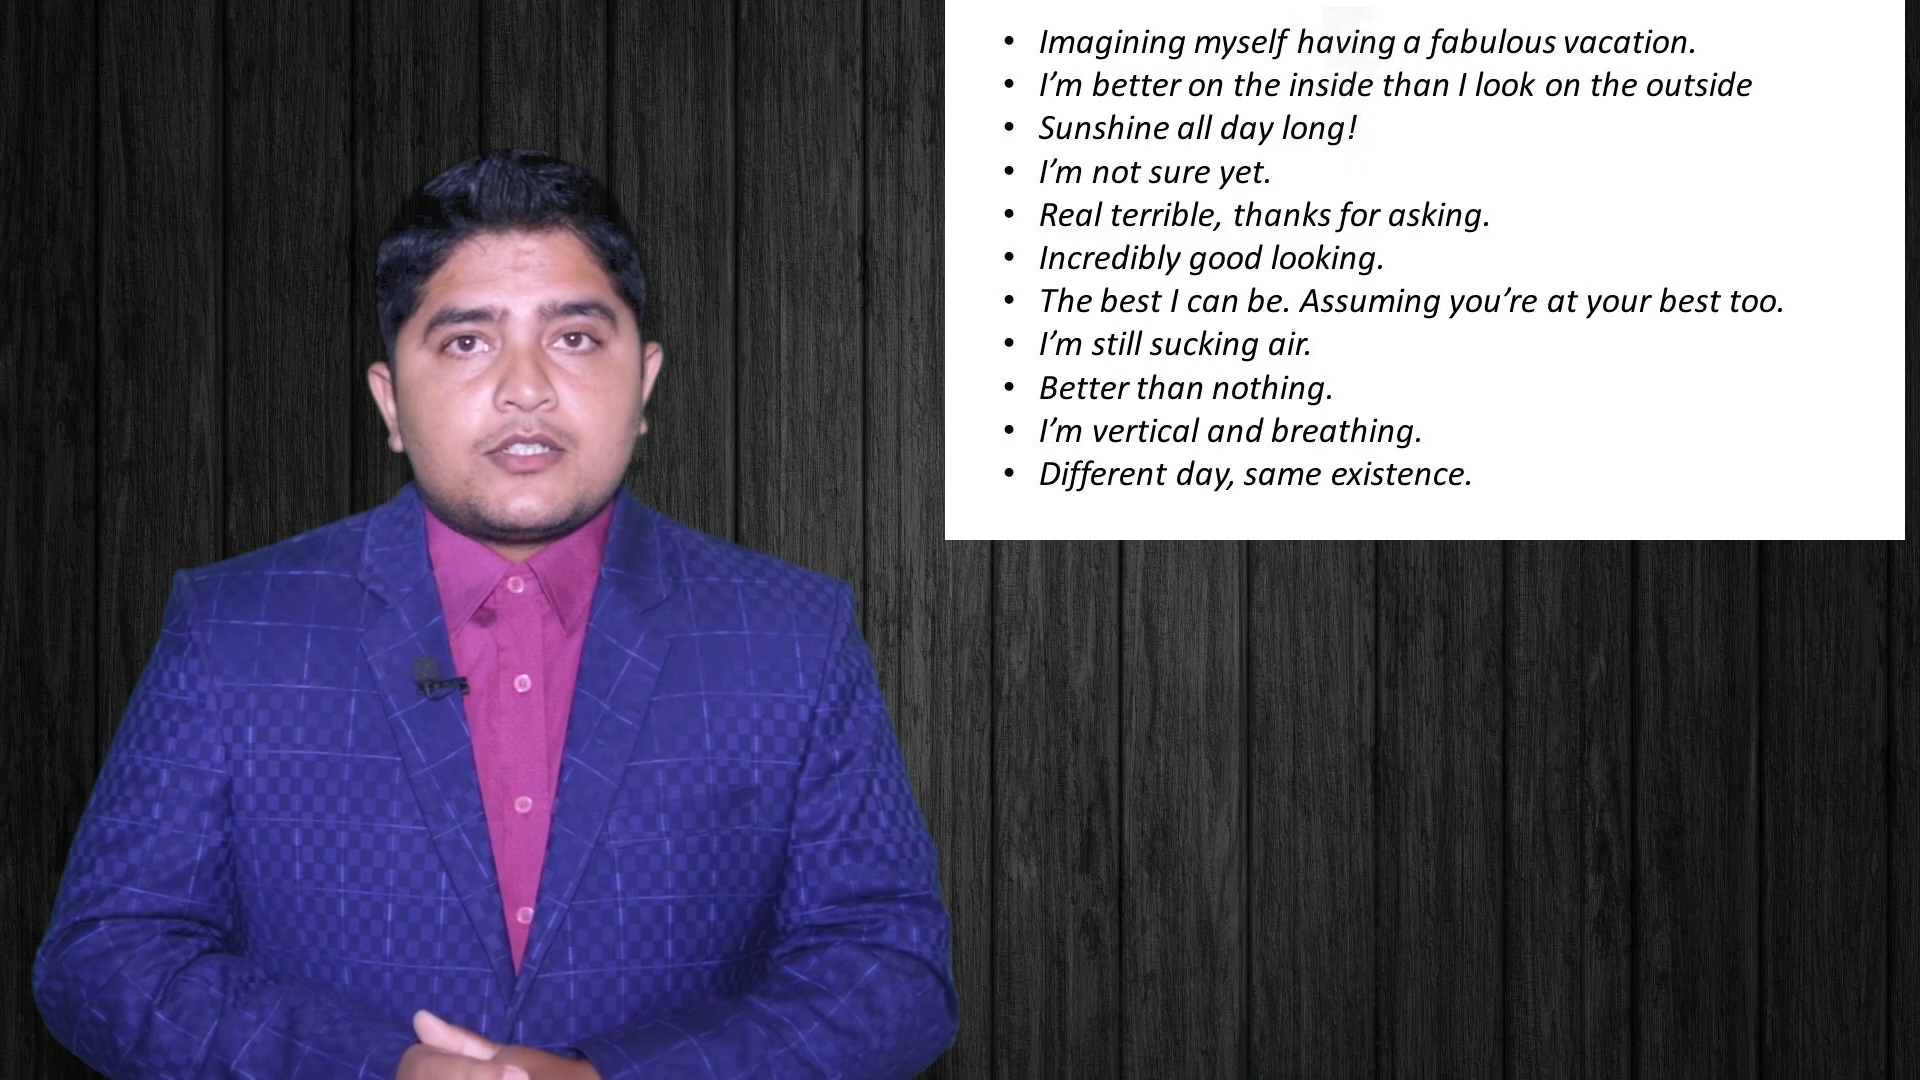 • Imagining myself having a fabulous vacation.
• I’m better on the inside than I look on the outside
• Sunshine all day long!
• I’m not sure yet.
• Real terrible, thanks for asking.
• Incredibly good looking.
• The best I can be. Assuming you’re at your best too.
• I’m still sucking air.
• Better than nothing.
• I’m vertical and breathing.
• Different day, same existence.